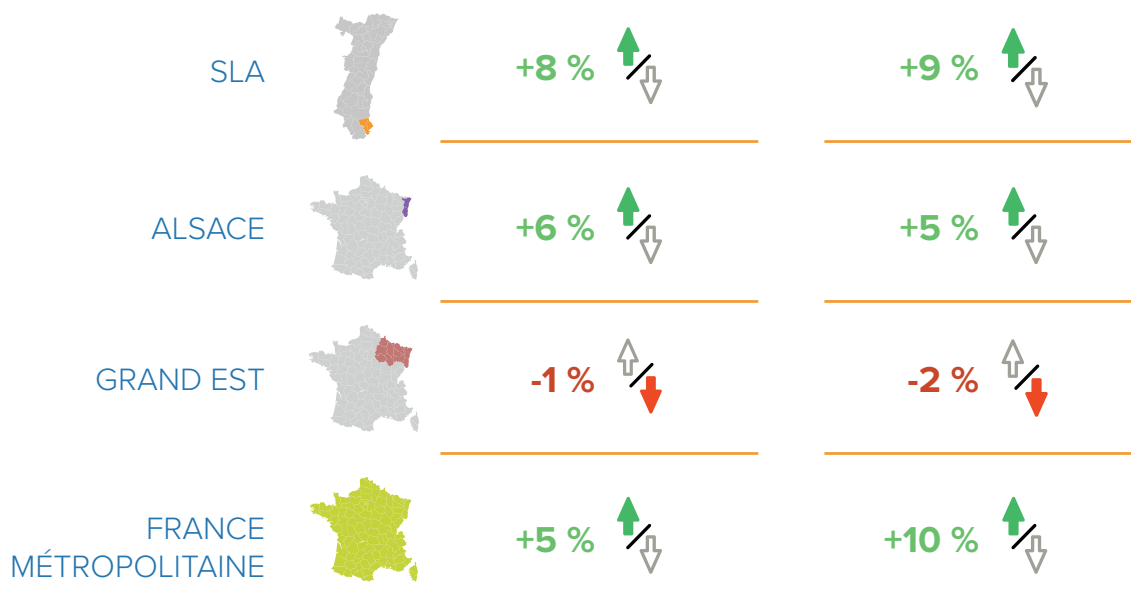 SLA
+8 %
+9 %
ALSACE
+6 %
+5 %
GRAND EST
-1 %
-2 %
FRANCE
MÉTROPOLITAINE
+5 %
+10 %